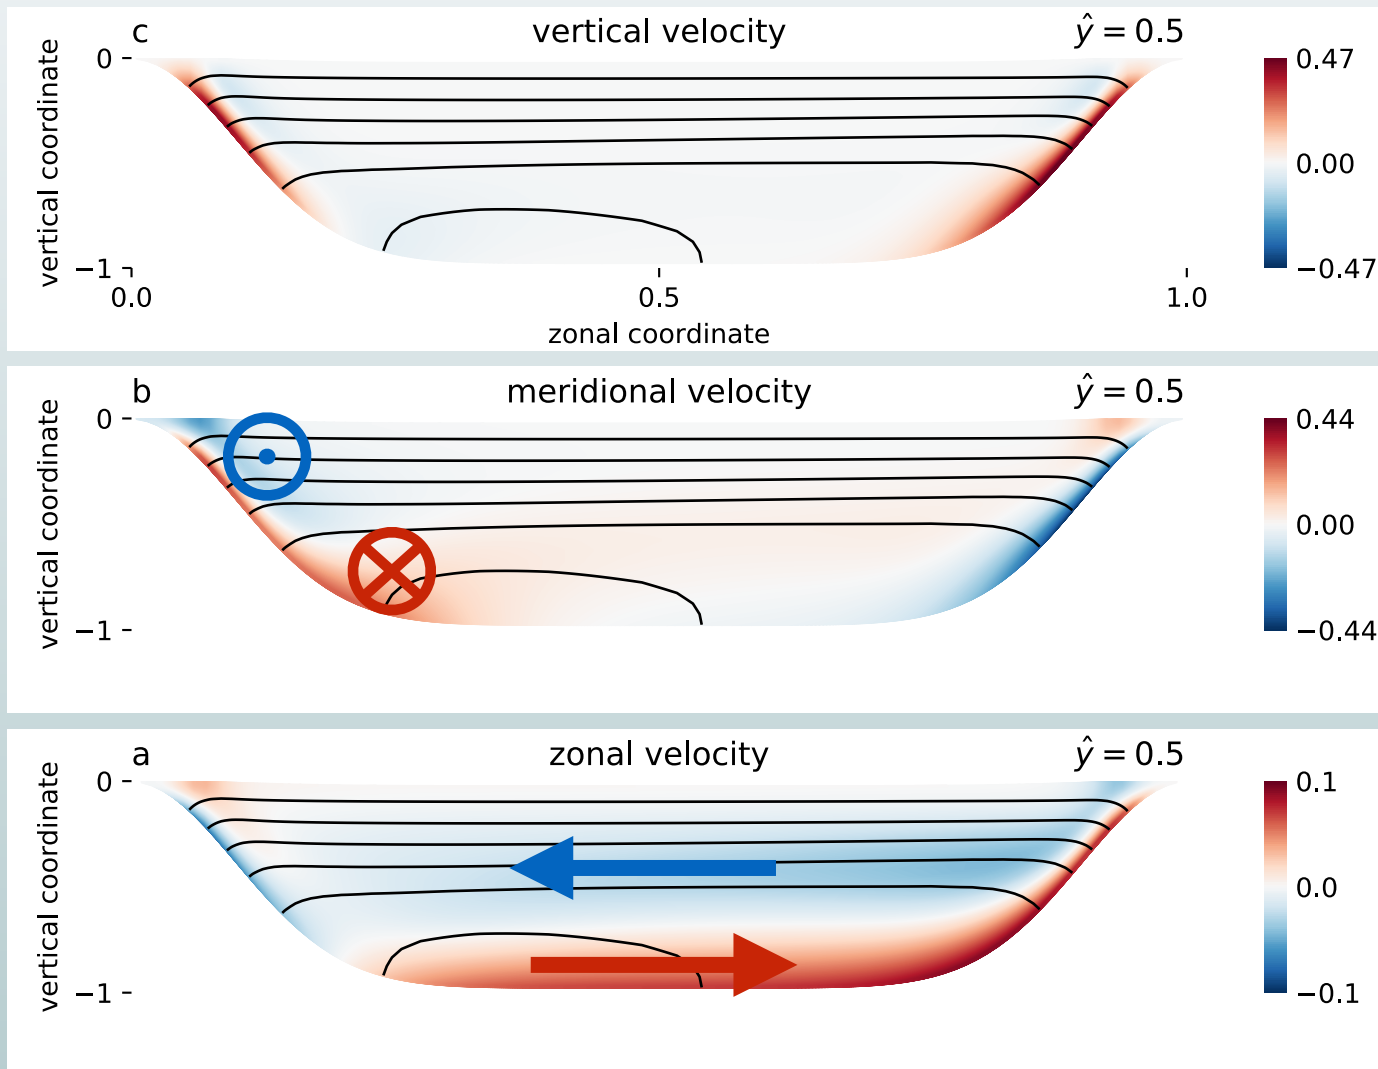 c vertical velocity ŷ = 0.5
vertical coordinate
0
−1
0.0 0.5 1.0
zonal coordinate
0.47
0.00
−0.47
b meridional velocity ŷ = 0.5
vertical coordinate
0
−1
0.44
0.00
−0.44
a zonal velocity ŷ = 0.5
vertical coordinate
0
−1
0.1
0.0
−0.1